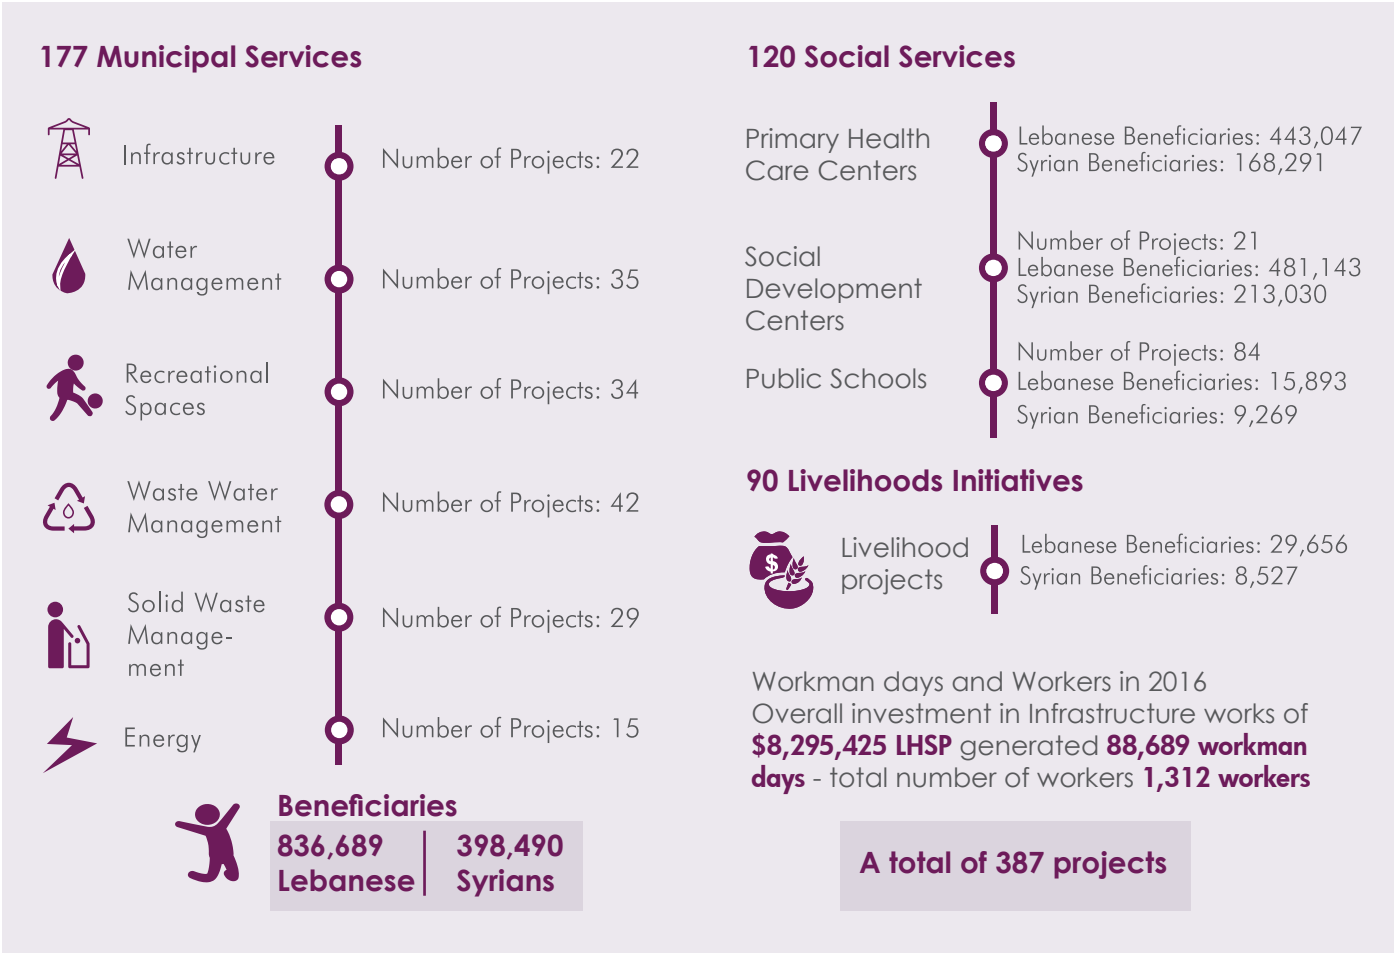 177 Municipal Services
Infrastructure
Number of Projects: 22
Water
Management
Number of Projects: 35
Recreational
Spaces
Number of Projects: 34
Waste Water
Management
Number of Projects: 42
Solid Waste
Manage-
ment
Number of Projects: 29
Energy
Number of Projects: 15
Beneficiaries
836,689
Lebanese
398,490
Syrians
120 Social Services
Primary Health
Care Centers
Lebanese Beneficiaries: 443,047
Syrian Beneficiaries: 168,291
Social
Development
Centers
Number of Projects: 21
Lebanese Beneficiaries: 481,143
Syrian Beneficiaries: 213,030
Public Schools
Number of Projects: 84
Lebanese Beneficiaries: 15,893
Syrian Beneficiaries: 9,269
90 Livelihoods Initiatives
$
Livelihood
projects
Lebanese Beneficiaries: 29,656
Syrian Beneficiaries: 8,527
Workman days and Workers in 2016
Overall investment in Infrastructure works of
$8,295,425 LHSP generated 88,689 workman
days - total number of workers 1,312 workers
A total of 387 projects